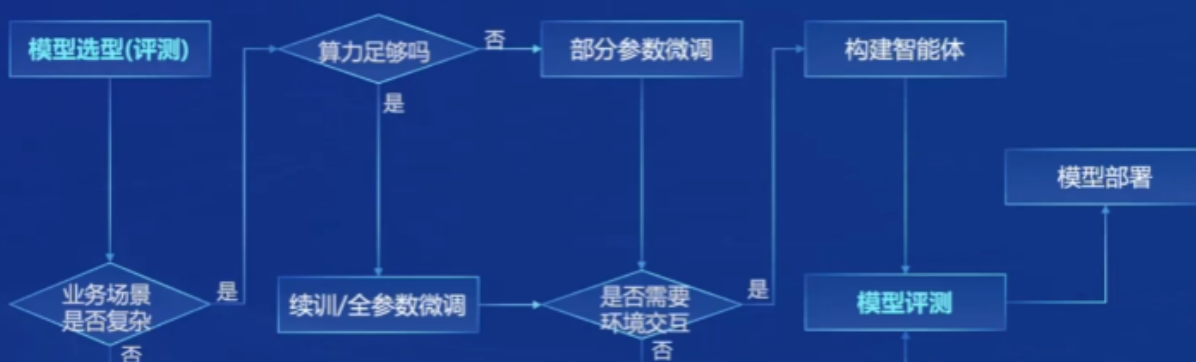 模型选型(评测)
算力足够吗
否
部分参数微调
构建智能体
是
模型部署
业务场景
是否复杂
是
续训/全参数微调
是否需要
环境交互
是
模型评测
否
否